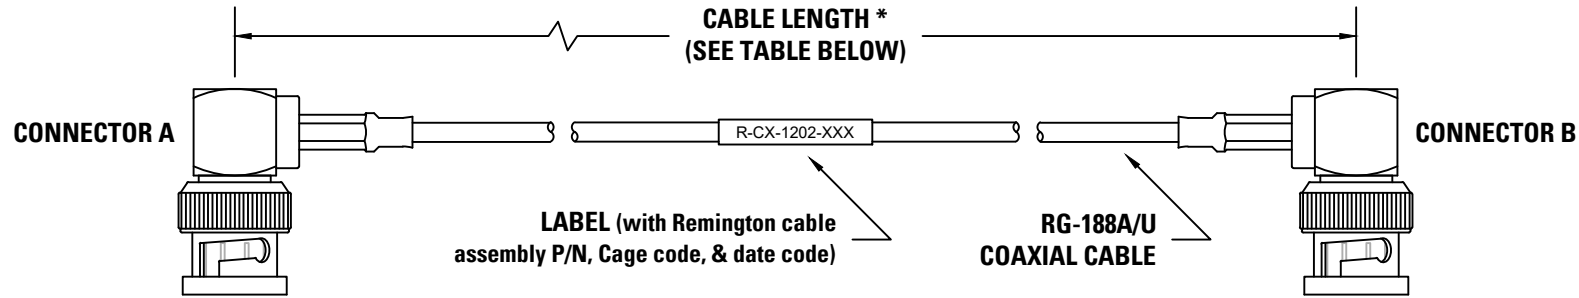 CABLE LENGTH *
(SEE TABLE BELOW)
CONNECTOR A
R-CX-1202-XXX
CONNECTOR B
LABEL (with Remington cable
assembly P/N, Cage code, & date code)
RG-188A/U
COAXIAL CABLE